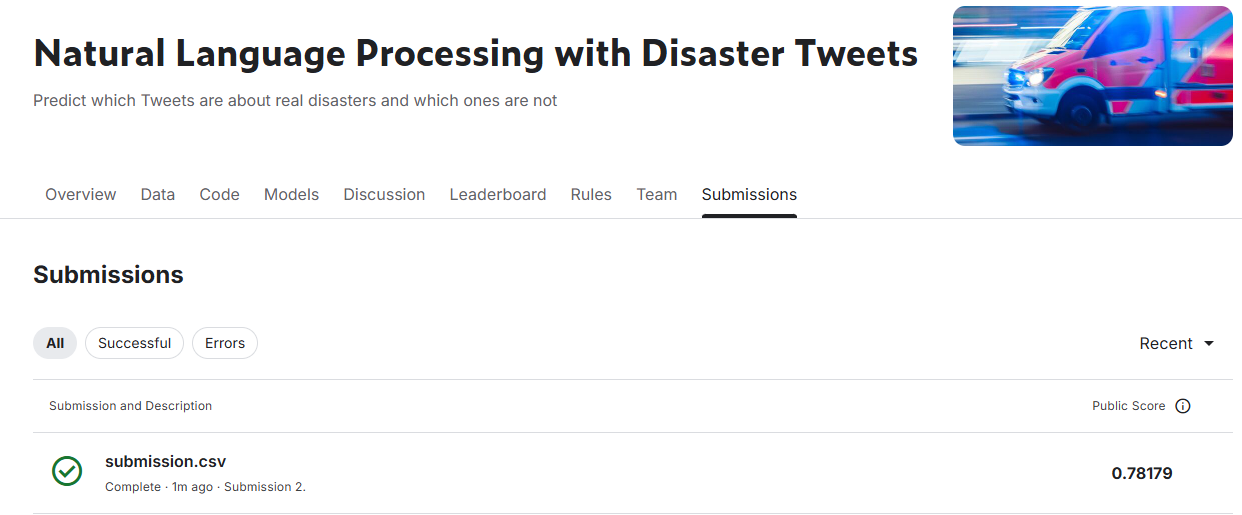 Natural Language Processing with Disaster Tweets
Predict which Tweets are about real disasters and which ones are not
Overview Data Code Models Discussion Leaderboard Rules Team Submissions
Submissions
All Successful Errors Recent
Submission and Description Public Score
submission.csv
Complete · 1m ago · Submission 2.
0.78179